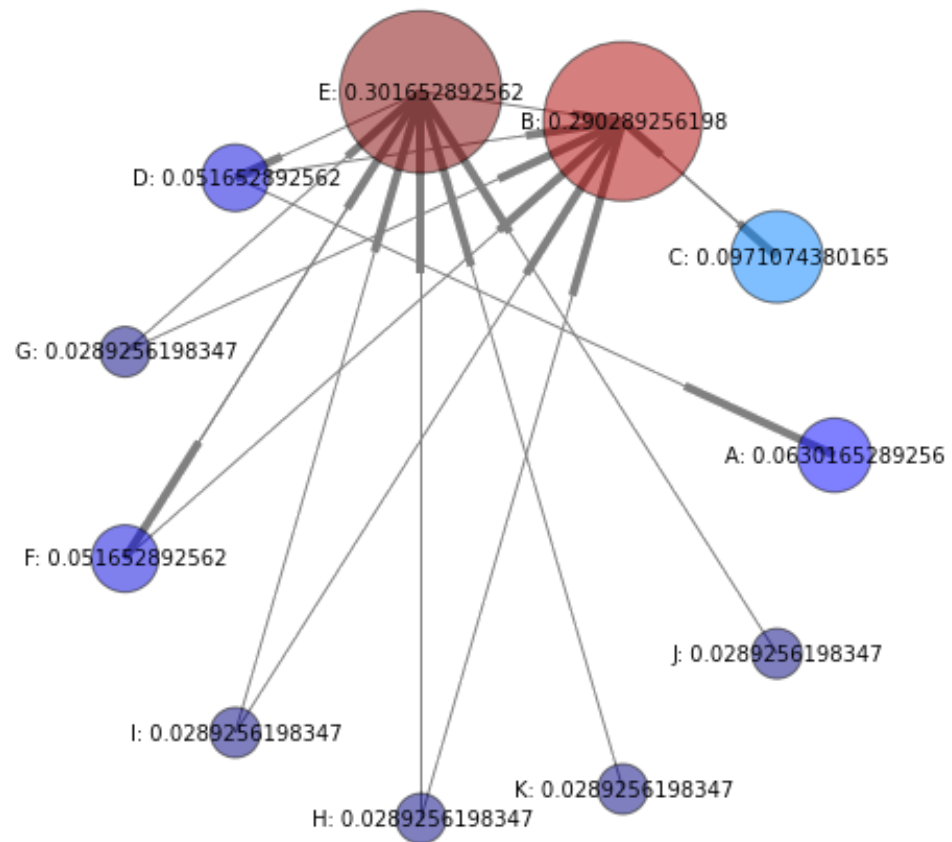 E: 0.301652892562
B: 0.290289256198
D: 0.051652892562
C: 0.0971074380165
G: 0.0289256198347
A: 0.0630165289256
F: 0.051652892562
J: 0.0289256198347
I: 0.0289256198347
K: 0.0289256198347
H: 0.0289256198347